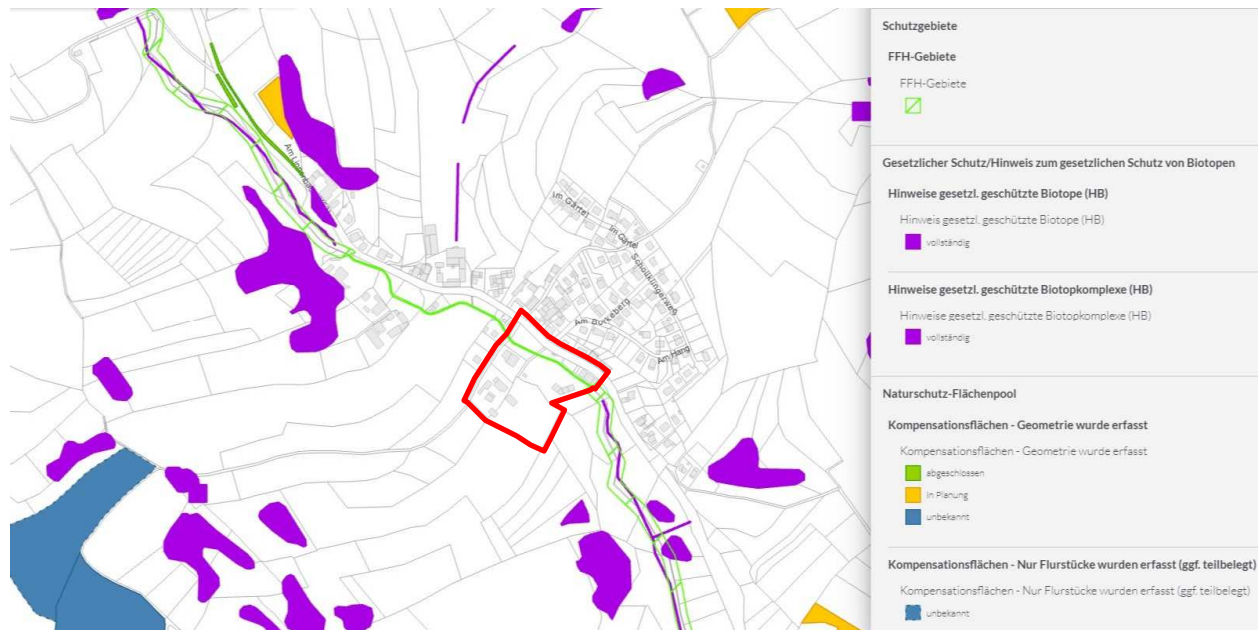 Schutzgebiete
FFH-Gebiete
FFH-Gebiete
Gesetzlicher Schutz/Hinweis zum gesetzlichen Schutz von Biotopen
Hinweise gesetzl. geschützte Biotope (HB)
Hinweis gesetzl. geschützte Biotope (HB)
vollständig
Hinweise gesetzl. geschützte Biotopkomplexe (HB)
Hinweise gesetzl. geschützte Biotopkomplexe (HB)
vollständig
Naturschutz-Flächenpool
Kompensationsflächen - Geometrie wurde erfasst
Kompensationsflächen - Geometrie wurde erfasst
abgeschlossen
in Planung
unbekannt
Kompensationsflächen - Nur Flurstücke wurden erfasst (ggf. teilbelegt)
Kompensationsflächen - Nur Flurstücke wurden erfasst (ggf. teilbelegt)
unbekannt
Im Gärtel
Im Gärtel
Am Hang